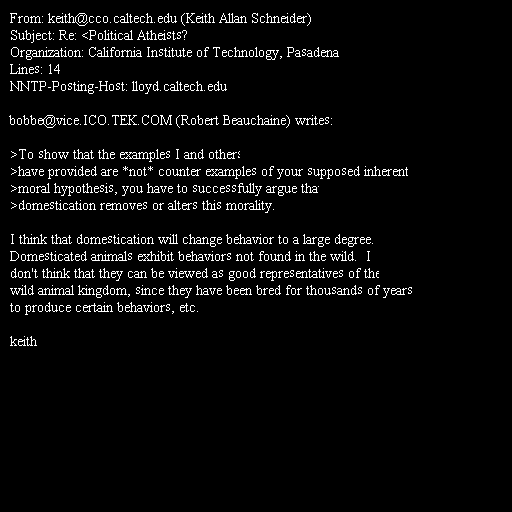 From: keith@cco.caltech.edu (Keith Allan Schneider)
Subject: Re: <Political Atheists?
Organization: California Institute of Technology, Pasadena
Lines: 14
NNTP-Posting-Host: lloyd.caltech.edu

bobbe@vice.ICO.TEK.COM (Robert Beauchaine) writes:

>To show that the examples I and others
>have provided are *not* counter examples of your supposed inherent
>moral hypothesis, you have to successfully argue that
>domestication removes or alters this morality.

I think that domestication will change behavior to a large degree.
Domesticated animals exhibit behaviors not found in the wild.  I
don't think that they can be viewed as good representatives of the
wild animal kingdom, since they have been bred for thousands of years
to produce certain behaviors, etc.

keith